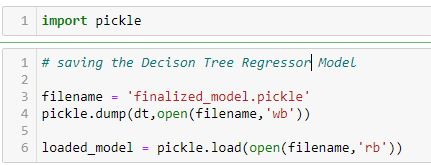 1 import pickle
1 # saving the Decison Tree Regressor Model
2
3 filename = 'finalized_model.pickle'
4 pickle.dump(dt,open(filename,'wb'))
5
6 loaded_model = pickle.load(open(filename,'rb'))